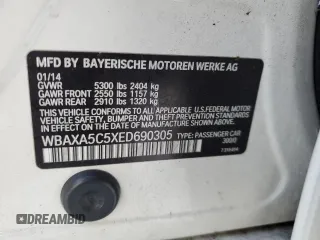 MFD BY BAYERISCHE MOTOREN WERKE AG
01/14
GVWR 5300 lbs 2404 kg
GAWR FRONT 2550 lbs 1157 kg
GAWR REAR 2910 lbs 1320 kg
THIS VEHICLE CONFORMS TO ALL APPLICABLE
U.S. FEDERAL MOTOR VEHICLE SAFETY, BUMPER
AND THEFT PREVENTION STANDARDS IN EFFECT ON
THE DATE OF MANUFACTURE SHOWN ABOVE.
WBAXA5C5XED690305 TYPE: PASSENGER CAR
DREAMBID